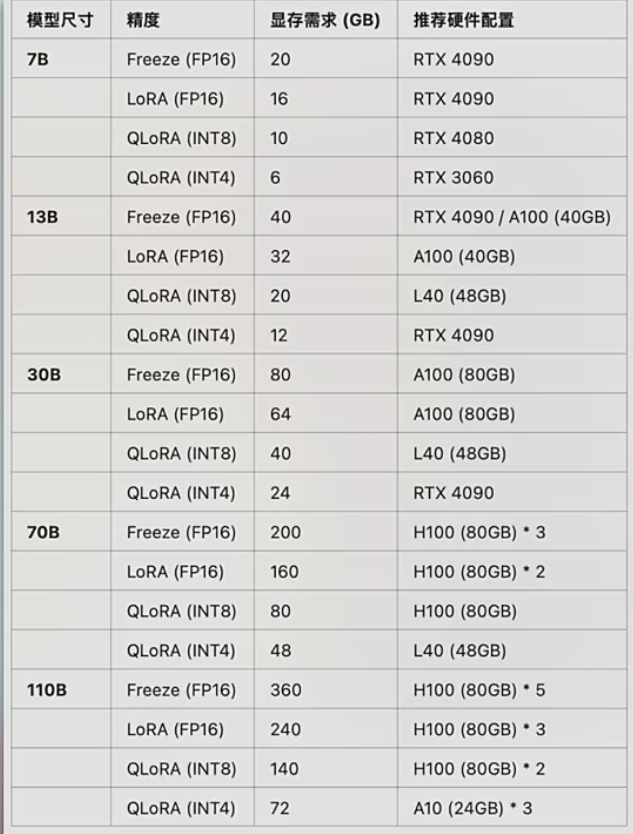 模型尺寸 精度 显存需求 (GB) 推荐硬件配置
7B Freeze (FP16) 20 RTX 4090
LoRA (FP16) 16 RTX 4090
QLoRA (INT8) 10 RTX 4080
QLoRA (INT4) 6 RTX 3060
13B Freeze (FP16) 40 RTX 4090 / A100 (40GB)
LoRA (FP16) 32 A100 (40GB)
QLoRA (INT8) 20 L40 (48GB)
QLoRA (INT4) 12 RTX 4090
30B Freeze (FP16) 80 A100 (80GB)
LoRA (FP16) 64 A100 (80GB)
QLoRA (INT8) 40 L40 (48GB)
QLoRA (INT4) 24 RTX 4090
70B Freeze (FP16) 200 H100 (80GB) * 3
LoRA (FP16) 160 H100 (80GB) * 2
QLoRA (INT8) 80 H100 (80GB)
QLoRA (INT4) 48 L40 (48GB)
110B Freeze (FP16) 360 H100 (80GB) * 5
LoRA (FP16) 240 H100 (80GB) * 3
QLoRA (INT8) 140 H100 (80GB) * 2
QLoRA (INT4) 72 A10 (24GB) * 3